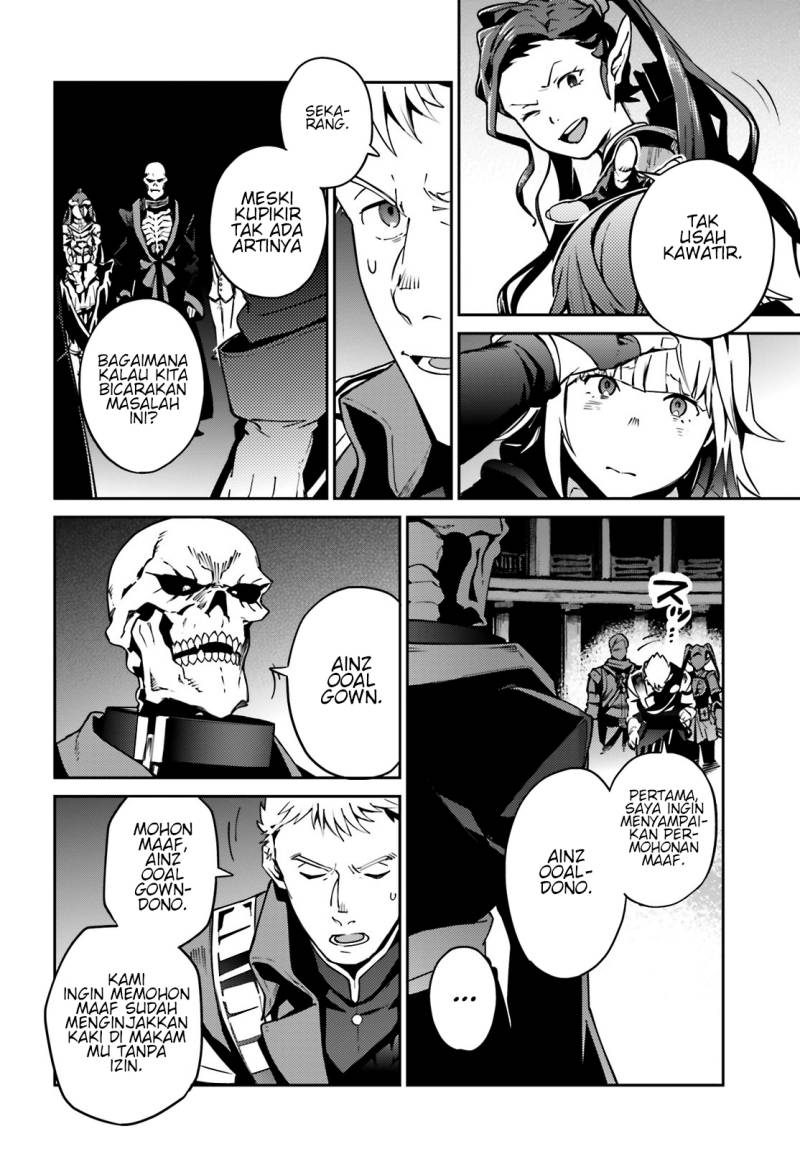 TAK
USAH
KAWATIR.
SEKA-
RANG.
MESKI
KUPIKIR
TAK ADA
ARTINYA
BAGAIMANA
KALAU KITA
BICARAKAN
MASALAH
INI?
スッ…
PERTAMA,
SAYA INGIN
MENYAMPAI-
KAN PER-
MOHONAN
MAAF.
AINZ
OOAL-
DONO.
...
AINZ
OOAL
GOWN.
MOHON
MAAF,
AINZ
OOAL
GOWN-
DONO.
KAMI
INGIN MEMOHON
MAAF SUDAH
MENGINJAKKAN
KAKI DI MAKAM
MU TANPA
IZIN.